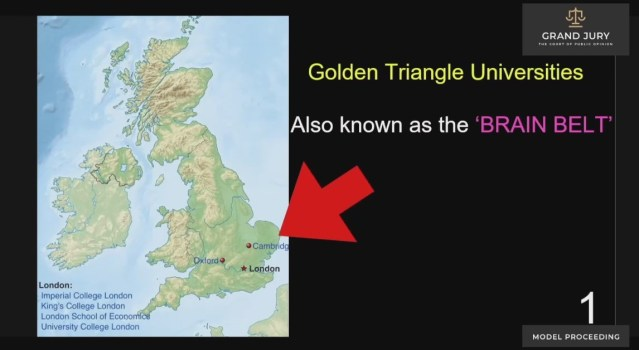 GRAND JURY
THE COURT OF PUBLIC OPINION
Golden Triangle Universities
Also known as the ‘BRAIN BELT’
Cambridg
Oxford
London
London:
Imperial College London
King's College London
London School of Economics
University College London
1
MODEL PROCEEDING